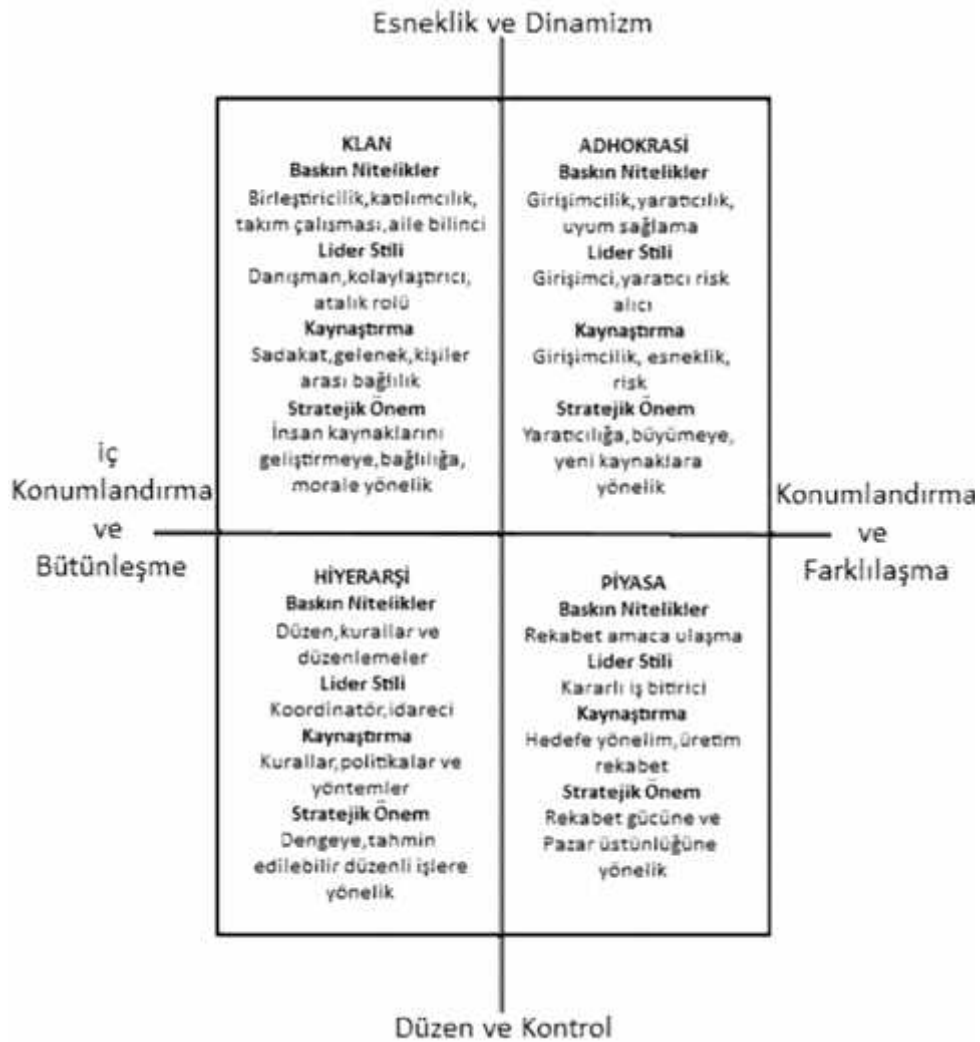 Esneklik ve Dinamizm
KLAN
Baskın Nitelikler
Birleştiricilik,katılımcılık,
takım çalışması,aile bilinci
Lider Stili
Danışman,kolaylaştırıcı,
atalık rolü
Kaynaştırma
Sadakat,gelenek,kişiler
arası bağlılık
Stratejik Önem
İnsan kaynaklarını
geliştirmeye,bağlılığa,
morale yönelik
ADHOKRASİ
Baskın Nitelikler
Girişimcilik,yaratıcılık,
uyum sağlama
Lider Stili
Girişimci,yaratıcı risk
alıcı
Kaynaştırma
Girişimcilik, esneklik,
risk
Stratejik Önem
Yaratıcılığa,büyümeye,
yeni kaynaklara
yönelik
İç
Konumlandırma
ve
Bütünleşme
Konumlandırma
ve
Farklılaşma
HİYERARŞİ
Baskın Nitelikler
Düzen,kurallar ve
düzenlemeler
Lider Stili
Koordinatör,idareci
Kaynaştırma
Kurallar,politikalar ve
yöntemler
Stratejik Önem
Dengeye,tahmin
edilebilir düzenli işlere
yönelik
PİYASA
Baskın Nitelikler
Rekabet amaca ulaşma
Lider Stili
Kararlı iş bitirici
Kaynaştırma
Hedefe yönelim,üretim
rekabet
Stratejik Önem
Rekabet gücüne ve
Pazar üstünlüğüne
yönelik
Düzen ve Kontrol